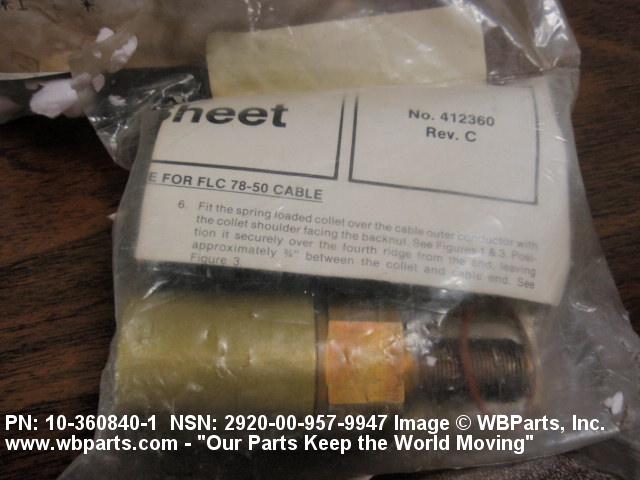 Sheet
No. 412360
Rev. C
E FOR FLC 78-50 CABLE
6. Fit the spring loaded collet over the cable outer conductor with
the collet shoulder facing the backnut. See Figures 1 & 3. Posi-
tion it securely over the fourth ridge from the end, leaving
approximately ¾" between the collet and cable end. See
Figure 3.
PN: 10-360840-1 NSN: 2920-00-957-9947 Image © WBParts, Inc.
www.wbparts.com - "Our Parts Keep the World Moving"